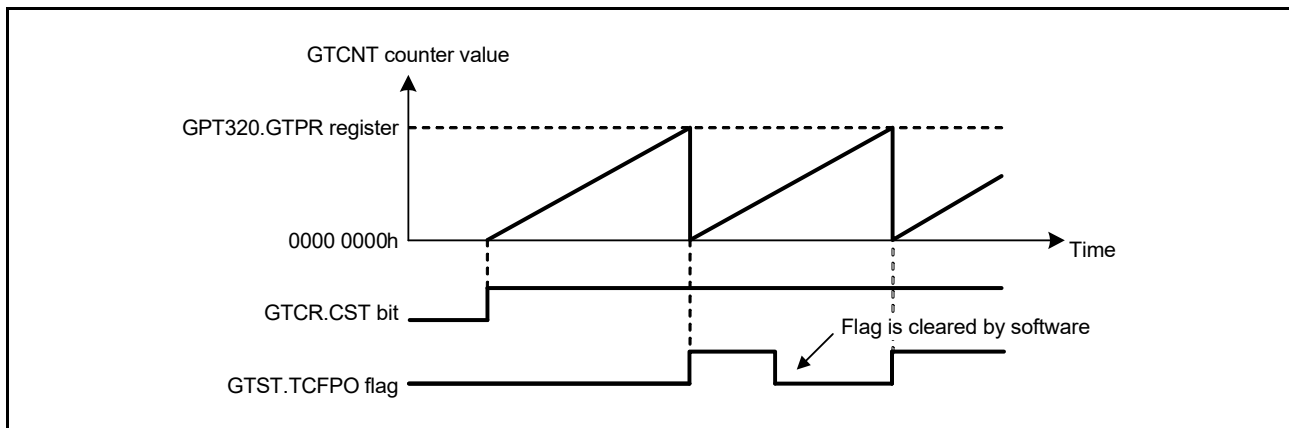 GTCNT counter value
GPT320.GTPR register
0000 0000h
Time
GTCR.CST bit
Flag is cleared by software
GTST.TCFPO flag